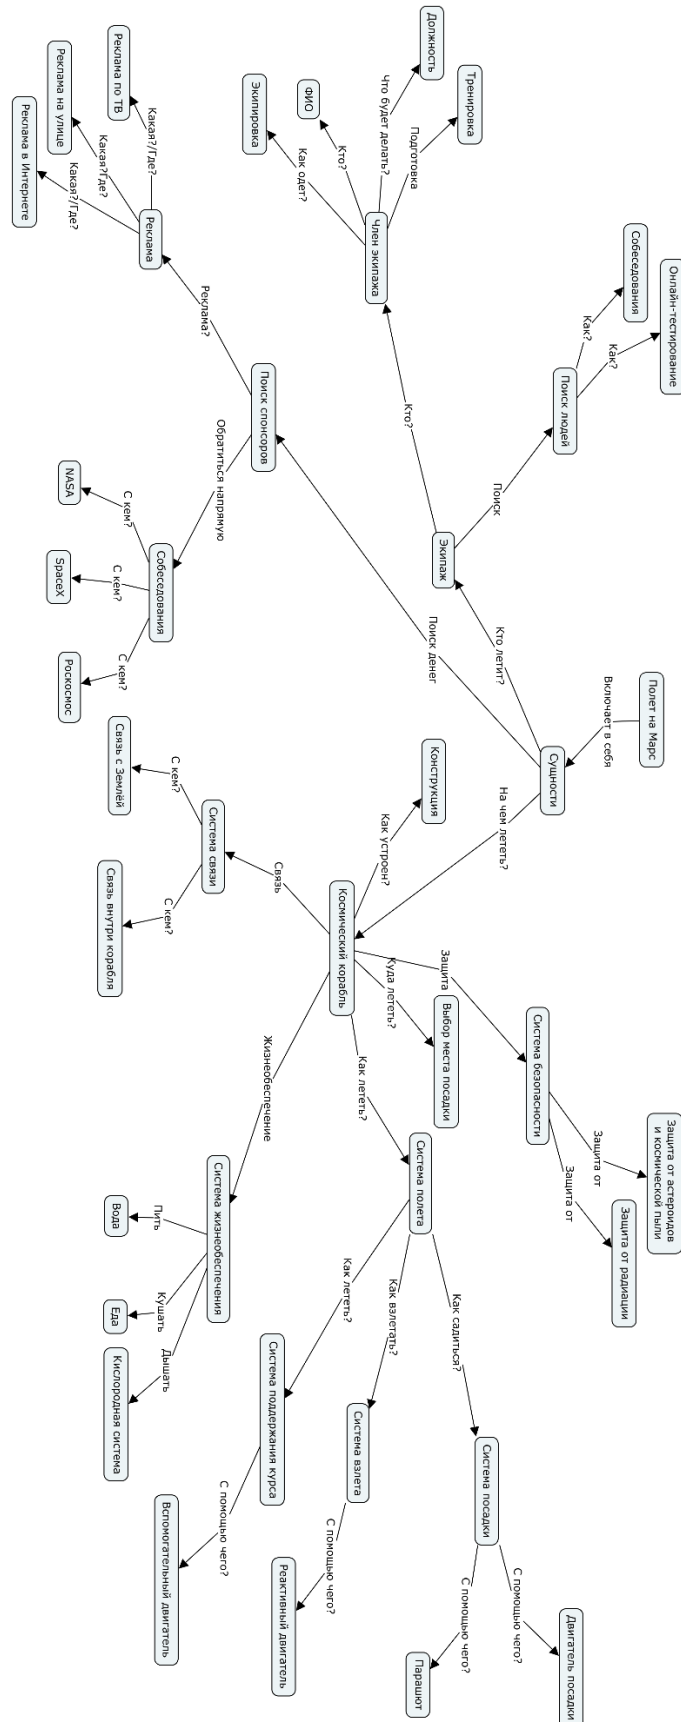 Полет на Марс
Включает в себя
Сущности
Кто летит?
Поиск денег
На чем лететь?
Экипаж
Поиск
Кто?
Поиск людей
Как?
Как?
Онлайн-тестирование
Собеседования
Член экипажа
Подготовка
Что будет делать?
Кто?
Как одет?
Тренировка
Должность
ФИО
Экипировка
Поиск спонсоров
Реклама?
Обратиться напрямую
Реклама
Какая?/Где?
Какая?Где?
Какая?/Где?
Реклама по ТВ
Реклама на улице
Реклама в Интернете
Собеседования
С кем?
С кем?
С кем?
NASA
SpaceX
Роскосмос
Космический корабль
Как устроен?
Конструкция
Связь
Система связи
С кем?
С кем?
Связь с Землёй
Связь внутри корабля
Защита
Система безопасности
Защита от
Защита от
Защита от астероидов
и космической пыли
Защита от радиации
Куда лететь?
Выбор места посадки
Как лететь?
Система полета
Как садиться?
Как взлетать?
Как лететь?
Система посадки
С помощью чего?
С помощью чего?
Двигатель посадки
Парашют
Система взлета
С помощью чего?
Реактивный двигатель
Система поддержания курса
С помощью чего?
Вспомогательный двигатель
Жизнеобеспечение
Система жизнеобеспечения
Пить
Кушать
Дышать
Вода
Еда
Кислородная система